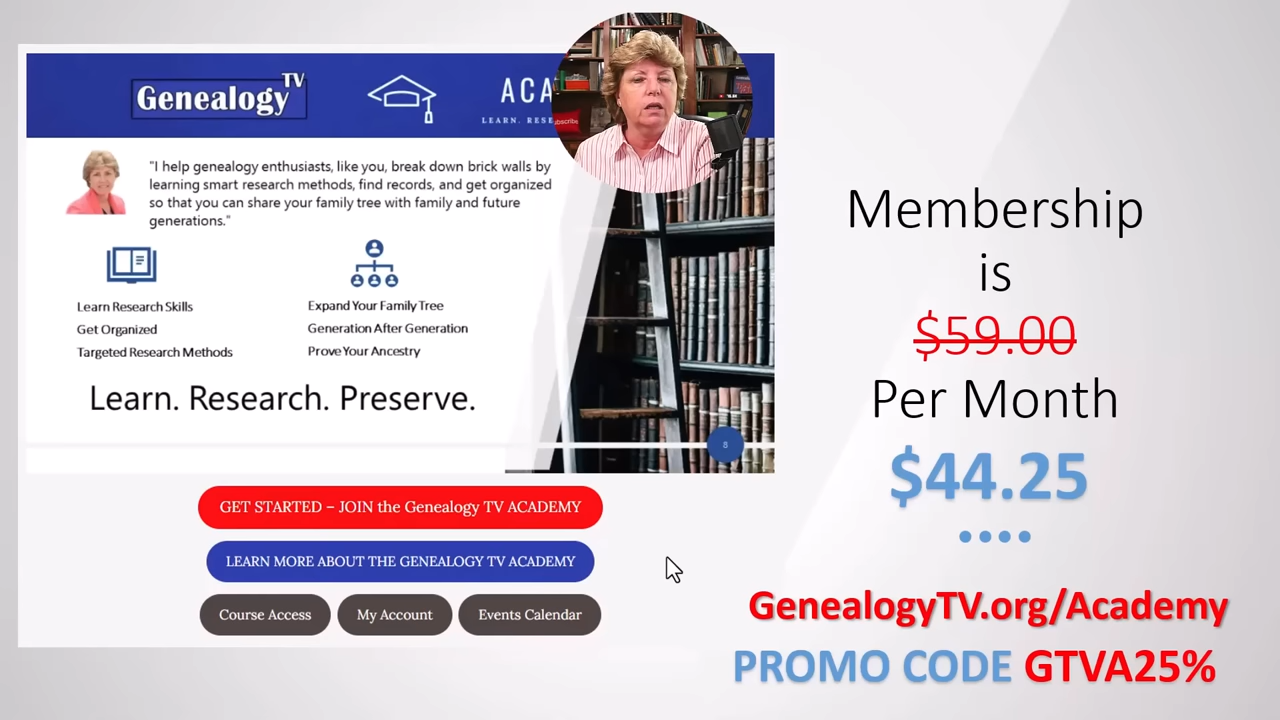 Genealogy TV
ACA
LEARN. RESE
subscribe
"I help genealogy enthusiasts, like you, break down brick walls by
learning smart research methods, find records, and get organized
so that you can share your family tree with family and future
generations."
Learn Research Skills
Get Organized
Targeted Research Methods
Expand Your Family Tree
Generation After Generation
Prove Your Ancestry
Learn. Research. Preserve.
8
GET STARTED – JOIN the Genealogy TV ACADEMY
LEARN MORE ABOUT THE GENEALOGY TV ACADEMY
Course Access
My Account
Events Calendar
Membership
is
$59.00
Per Month
$44.25
GenealogyTV.org/Academy
PROMO CODE GTVA25%